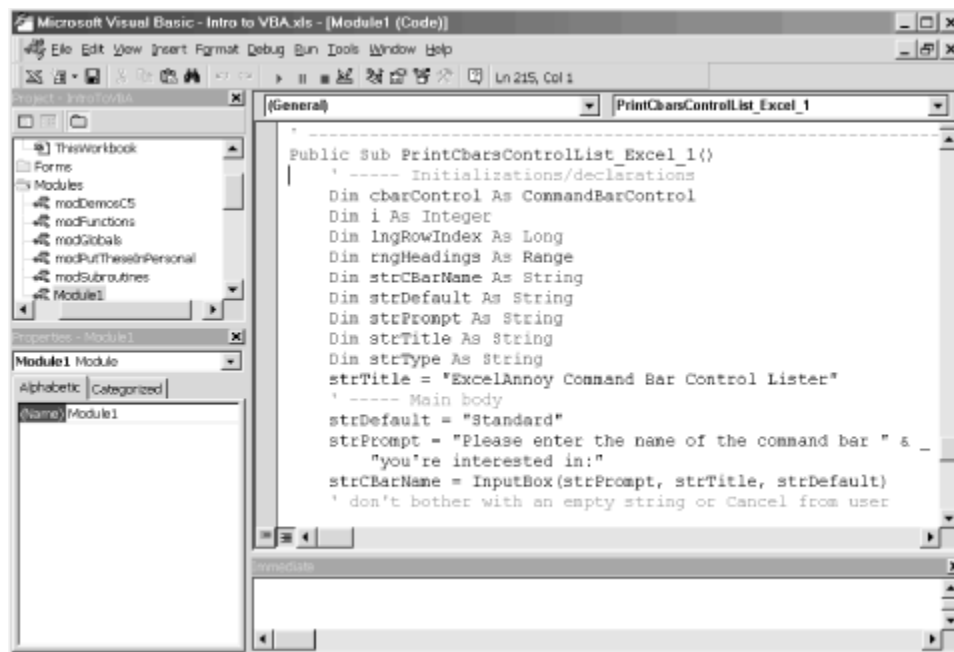 Microsoft Visual Basic - Intro to VBA.xls - [Module1 (Code)]
File Edit View Insert Format Debug Run Tools Window Help
Ln 215, Col 1
Project - IntroToVBA
ThisWorkbook
Forms
Modules
modDemosC5
modFunctions
modGlobals
modPutTheseInPersonal
modSubroutines
Module1
Properties - Module1
Module1 Module
Alphabetic Categorized
(Name) Module1
(General) PrintCbarsControlList_Excel_1
' ----------------------------------------------------------------
Public Sub PrintCbarsControlList_Excel_1()
' ----- Initializations/declarations
Dim cbarControl As CommandBarControl
Dim i As Integer
Dim lngRowIndex As Long
Dim rngHeadings As Range
Dim strCBarName As String
Dim strDefault As String
Dim strPrompt As String
Dim strTitle As String
Dim strType As String
strTitle = "ExcelAnnoy Command Bar Control Lister"
' ----- Main body
strDefault = "Standard"
strPrompt = "Please enter the name of the command bar " & _
"you're interested in:"
strCBarName = InputBox(strPrompt, strTitle, strDefault)
' don't bother with an empty string or Cancel from user
Immediate